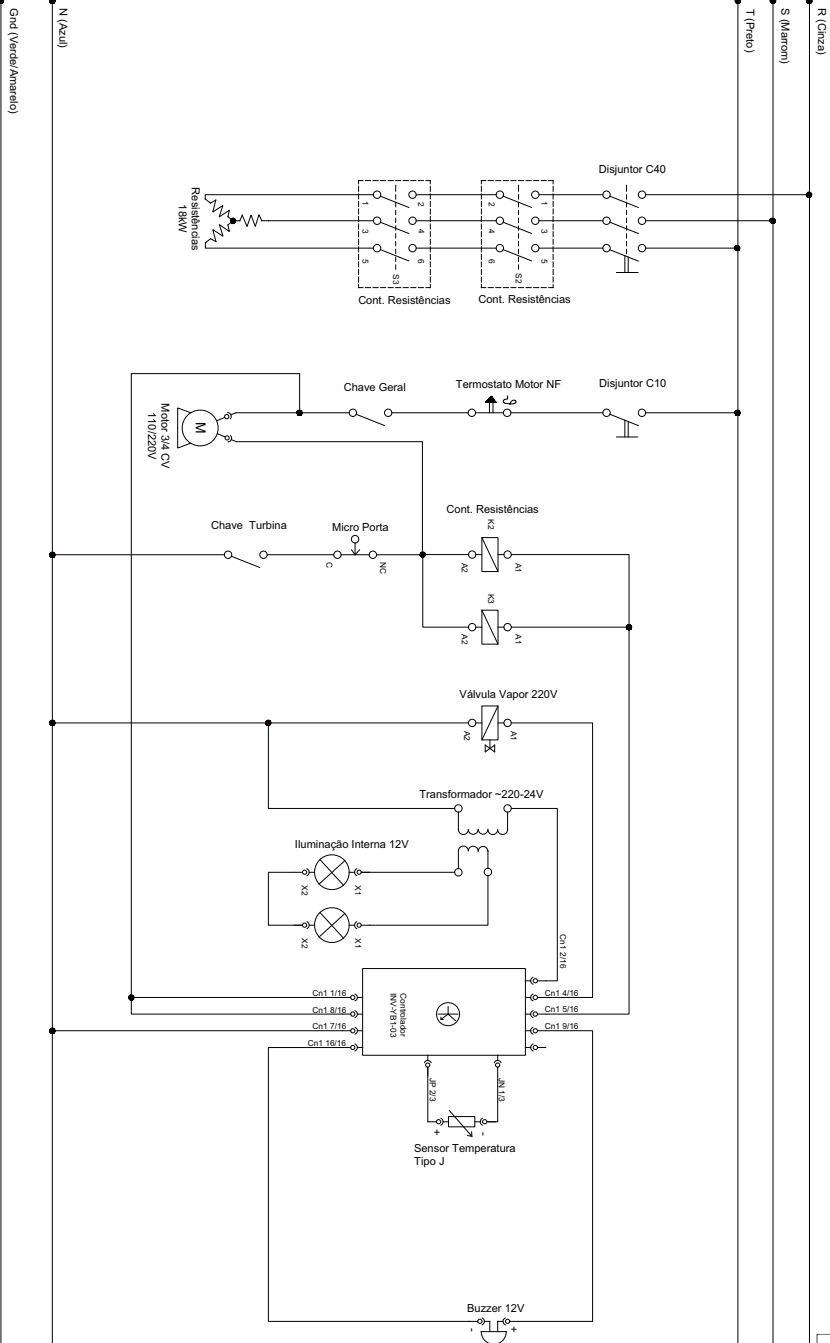 R (Cinza)
S (Marrom)
T (Preto)
N (Azul)
Gnd (Verde/Amarelo)
Disjuntor C40
1
3
5
2
4
6
S2
Cont. Resistências
2
4
6
1
3
5
S3
Cont. Resistências
Resistências
18kW
Disjuntor C10
Termostato Motor NF
Chave Geral
M
Motor 3/4 CV
110/220V
Cont. Resistências
K2
A1
A2
K3
A1
A2
Micro Porta
NC
C
Chave Turbina
Válvula Vapor 220V
A1
A2
Transformador ~220-24V
Iluminação Interna 12V
X1
X2
X1
X2
Cn1 2/16
Cn1 4/16
Cn1 5/16
Cn1 9/16
Cn1 1/16
Cn1 8/16
Cn1 7/16
Cn1 16/16
Controlador
INV-YB1-03
JN 1/3
JP 2/3
+
-
Sensor Temperatura
Tipo J
Buzzer 12V
-
+